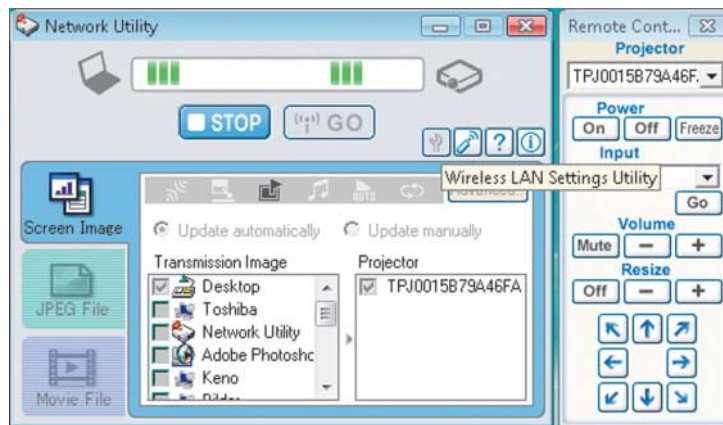 Network Utility
STOP
GO
Wireless LAN Settings Utility
Screen Image
JPEG File
Movie File
Update automatically
Update manually
Transmission Image
Desktop
Toshiba
Network Utility
Adobe Photoshc
Keno
Projector
TPJ0015B79A46FA
Remote Cont...
Projector
TPJ0015B79A46F.
Power
On Off Freeze
Input
Go
Volume
Mute − +
Resize
Off − +